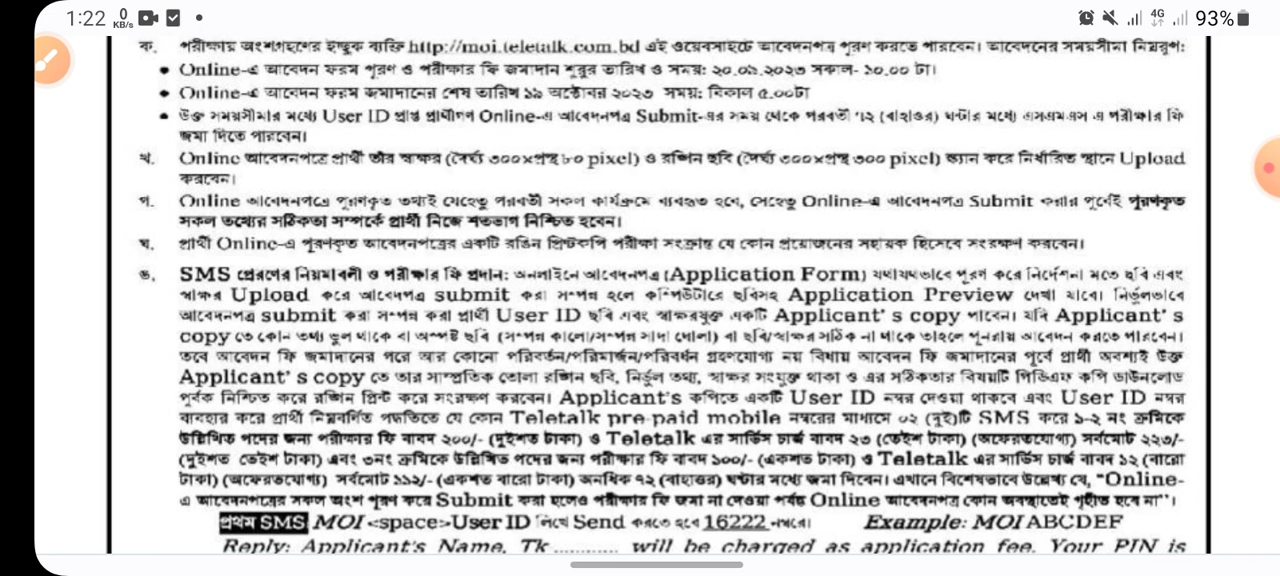 1:22 0 KB/s 4G 93%
ক. পরীক্ষায় অংশগ্রহণের ইচ্ছুক ব্যক্তি http://moi.teletalk.com.bd এই ওয়েবসাইটে আবেদনপত্র পূরণ করতে পারবেন। আবেদনের সময়সীমা নিম্নরূপ:
• Online-এ আবেদন ফরম পূরণ ও পরীক্ষার ফি জমাদান শুরুর তারিখ ও সময়: ২০.০৯.২০২৩ সকাল- ১০.০০ টা।
• Online-এ আবেদন ফরম জমাদানের শেষ তারিখ ১৯ অক্টোবর ২০২৩ সময়: বিকাল ৫.০০টা
• উক্ত সময়সীমার মধ্যে User ID প্রাপ্ত প্রার্থীগণ Online-এ আবেদনপত্র Submit-এর সময় থেকে পরবর্তী ৭২ (বাহাত্তর) ঘন্টার মধ্যে এসএমএস এ পরীক্ষার ফি
জমা দিতে পারবেন।
খ. Online আবেদনপত্রে প্রার্থী তাঁর স্বাক্ষর (দৈর্ঘ্য ৩০০×প্রস্থ ৮০ pixel) ও রঙ্গিন ছবি (দৈর্ঘ্য ৩০০×প্রস্থ ৩০০ pixel) স্ক্যান করে নির্ধারিত স্থানে Upload
করবেন।
গ. Online আবেদনপত্রে পূরণকৃত তথ্যই যেহেতু পরবর্তী সকল কার্যক্রমে ব্যবহৃত হবে, সেহেতু Online-এ আবেদনপত্র Submit করার পূর্বেই পূরণকৃত
সকল তথ্যের সঠিকতা সম্পর্কে প্রার্থী নিজে শতভাগ নিশ্চিত হবেন।
ঘ. প্রার্থী Online-এ পূরণকৃত আবেদনপত্রের একটি রঙিন প্রিন্টকপি পরীক্ষা সংক্রান্ত যে কোন প্রয়োজনের সহায়ক হিসেবে সংরক্ষণ করবেন।
ঙ. SMS প্রেরণের নিয়মাবলী ও পরীক্ষার ফি প্রদান: অনলাইনে আবেদনপত্র (Application Form) যথাযথভাবে পূরণ করে নির্দেশনা মতে ছবি এবং
স্বাক্ষর Upload করে আবেদপত্র submit করা সম্পন্ন হলে কম্পিউটারে ছবিসহ Application Preview দেখা যাবে। নির্ভুলভাবে
আবেদনপত্র submit করা সম্পন্ন করা প্রার্থী User ID ছবি এবং স্বাক্ষরযুক্ত একটি Applicant' s copy পাবেন। যদি Applicant' s
copy তে কোন তথ্য ভুল থাকে বা অস্পষ্ট ছবি (সম্পন্ন কালো/সম্পন্ন সাদা ঘোলা) বা ছবি/স্বাক্ষর সঠিক না থাকে তাহলে পূনরায় আবেদন করতে পারবেন।
তবে আবেদন ফি জমাদানের পরে আর কোনো পরিবর্তন/পরিমার্জন/পরিবর্ধন গ্রহণযোগ্য নয় বিধায় আবেদন ফি জমাদানের পূর্বে প্রার্থী অবশ্যই উক্ত
Applicant' s copy তে তার সাম্প্রতিক তোলা রঙ্গিন ছবি, নির্ভুল তথ্য, স্বাক্ষর সংযুক্ত থাকা ও এর সঠিকতার বিষয়টি পিডিএফ কপি ডাউনলোড
পূর্বক নিশ্চিত করে রঙ্গিন প্রিন্ট করে সংরক্ষণ করবেন। Applicant's কপিতে একটি User ID নম্বর দেওয়া থাকবে এবং User ID নম্বর
ব্যবহার করে প্রার্থী নিম্নবর্ণিত পদ্ধতিতে যে কোন Teletalk pre-paid mobile নম্বরের মাধ্যমে ০২ (দুই)টি SMS করে ১-২ নং ক্রমিকে
উল্লিখিত পদের জন্য পরীক্ষার ফি বাবদ ২০০/- (দুইশত টাকা) ও Teletalk এর সার্ভিস চার্জ বাবদ ২৩ (তেইশ টাকা) (অফেরতযোগ্য) সর্বমোট ২২৩/-
(দুইশত তেইশ টাকা) এবং ৩নং ক্রমিকে উল্লিখিত পদের জন্য পরীক্ষার ফি বাবদ ১০০/- (একশত টাকা) ও Teletalk এর সার্ভিস চার্জ বাবদ ১২ (বারো
টাকা) (অফেরতযোগ্য) সর্বমোট ১১২/- (একশত বারো টাকা) অনধিক ৭২ (বাহাত্তর) ঘন্টার মধ্যে জমা দিবেন। এখানে বিশেষভাবে উল্লেখ্য যে, "Online-
এ আবেদনপত্রের সকল অংশ পূরণ করে Submit করা হলেও পরীক্ষার ফি জমা না দেওয়া পর্যন্ত Online আবেদনপত্র কোন অবস্থাতেই গৃহীত হবে না"।
প্রথম SMS MOI <space>User ID লিখে Send করতে হবে 16222 নম্বরে। Example: MOI ABCDEF
Reply: Applicant's Name, Tk ............ will be charged as application fee. Your PIN is